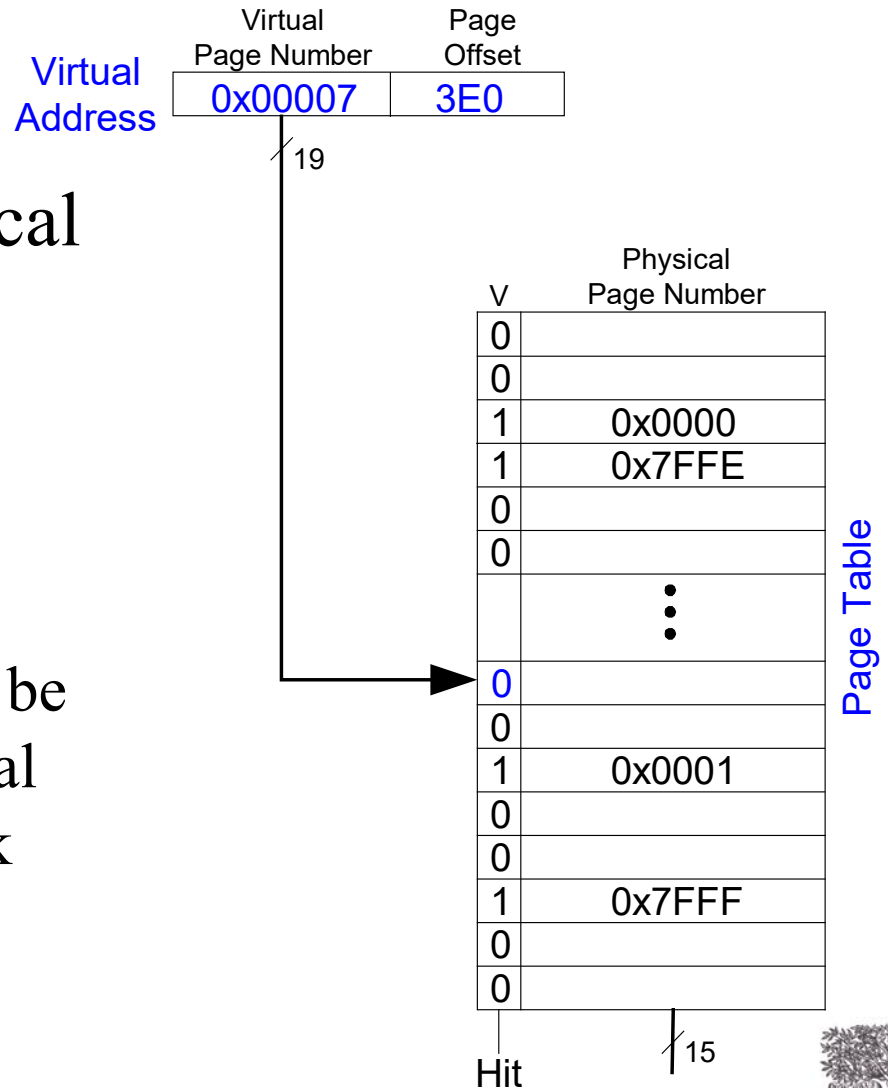 Virtual
Page Number
Page
Offset
Virtual
Address
0x00007
3E0
19
cal
Physical
Page Number
V
0
0
1 0x0000
1 0x7FFE
0
0
Page Table
be
al
k
0
0
1 0x0001
0
0
1 0x7FFF
0
0
Hit
15